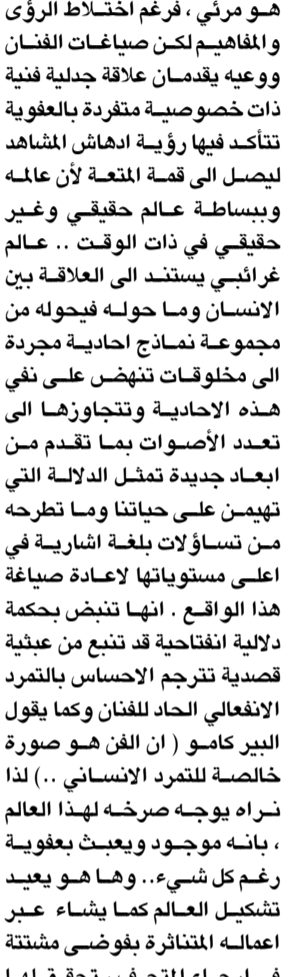 هو مرئي ، فرغم اختلاط الرؤى
والمفاهيم لكن صياغات الفنان
ووعيه يقدمان علاقة جدلية فنية
ذات خصوصية متفردة بالعفوية
تتأكد فيها رؤية ادهاش المشاهد
ليصل الى قمة المتعة لأن عالمه
وببساطة عالم حقيقي وغير
حقيقي في ذات الوقت .. عالم
غرائبي يستند الى العلاقة بين
الانسان وما حوله فيحوله من
مجموعة نماذج احادية مجردة
الى مخلوقات تنهض على نفي
هذه الاحادية وتتجاوزها الى
تعدد الأصوات بما تقدم من
ابعاد جديدة تمثل الدلالة التي
تهيمن على حياتنا وما تطرحه
من تساؤلات بلغة اشارية في
اعلى مستوياتها لاعادة صياغة
هذا الواقع . انها تنبض بحكمة
دلالية انفتاحية قد تنبع من عبثية
قصدية تترجم الاحساس بالتمرد
الانفعالي الحاد للفنان وكما يقول
البير كامو ( ان الفن هو صورة
خالصة للتمرد الانساني ..) لذا
نراه يوجه صرخه لهذا العالم
، بانه موجود ويعبث بعفوية
رغم كل شيء.. وها هو يعيد
تشكيل العالم كما يشاء عبر
اعماله المتناثرة بفوضى مشتتة